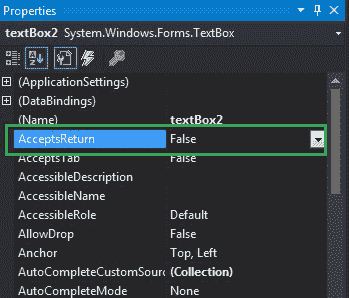 Properties
textBox2 System.Windows.Forms.TextBox
(ApplicationSettings)
(DataBindings)
(Name) textBox2
AcceptsReturn False
AcceptsTab False
AccessibleDescription
AccessibleName
AccessibleRole Default
AllowDrop False
Anchor Top, Left
AutoCompleteCustomSourc (Collection)
AutoCompleteMode None